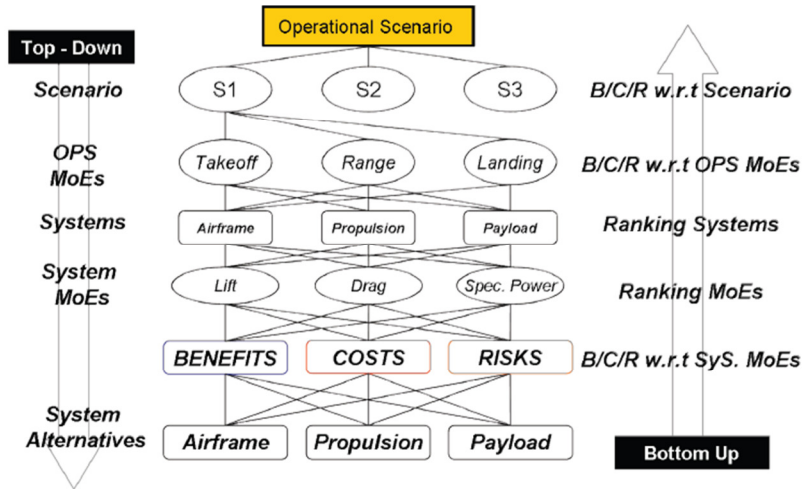 Operational Scenario
Top - Down
Scenario S1 S2 S3 B/C/R w.r.t Scenario
OPS
MoEs Takeoff Range Landing B/C/R w.r.t OPS MoEs
Systems Airframe Propulsion Payload Ranking Systems
System
MoEs Lift Drag Spec. Power Ranking MoEs
BENEFITS COSTS RISKS B/C/R w.r.t SyS. MoEs
System
Alternatives Airframe Propulsion Payload
Bottom Up